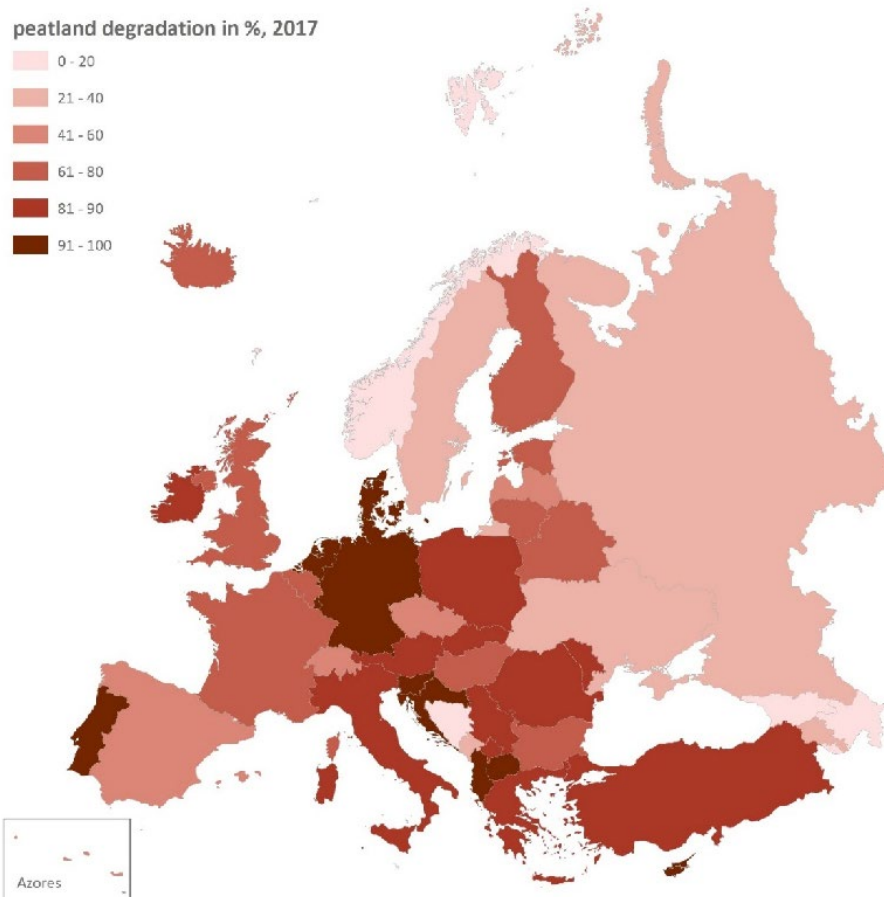 peatland degradation in %, 2017
0 - 20
21 - 40
41 - 60
61 - 80
81 - 90
91 - 100
Azores